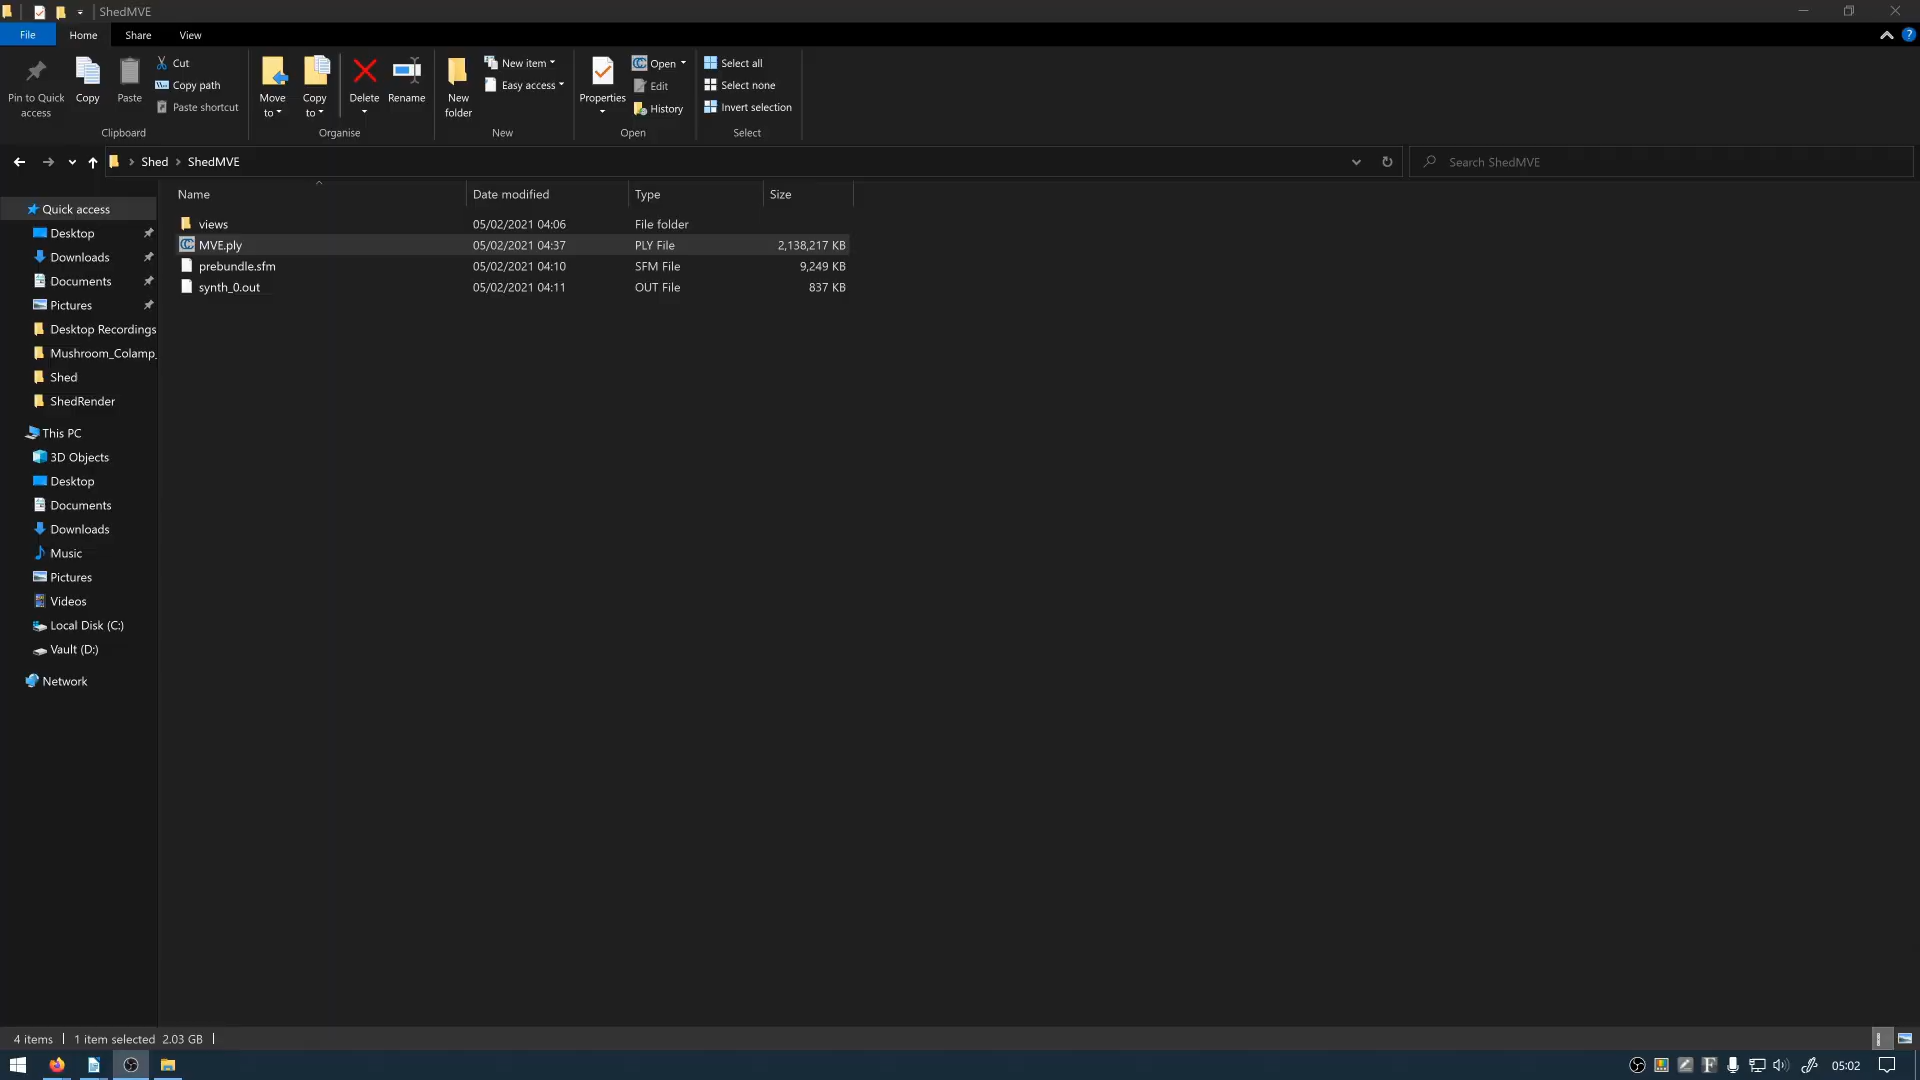 ShedMVE
File Home Share View
Pin to Quick access
Copy
Paste
Cut
Copy path
Paste shortcut
Clipboard
Move to
Copy to
Delete
Rename
Organise
New folder
New item
Easy access
New
Properties
Open
Edit
History
Open
Select all
Select none
Invert selection
Select
Shed ShedMVE
Search ShedMVE
Name Date modified Type Size
views 05/02/2021 04:06 File folder
MVE.ply 05/02/2021 04:37 PLY File 2,138,217 KB
prebundle.sfm 05/02/2021 04:10 SFM File 9,249 KB
synth_0.out 05/02/2021 04:11 OUT File 837 KB
Quick access
Desktop
Downloads
Documents
Pictures
Desktop Recordings
Mushroom_Colamp_
Shed
ShedRender
This PC
3D Objects
Desktop
Documents
Downloads
Music
Pictures
Videos
Local Disk (C:)
Vault (D:)
Network
4 items 1 item selected 2.03 GB
05:02